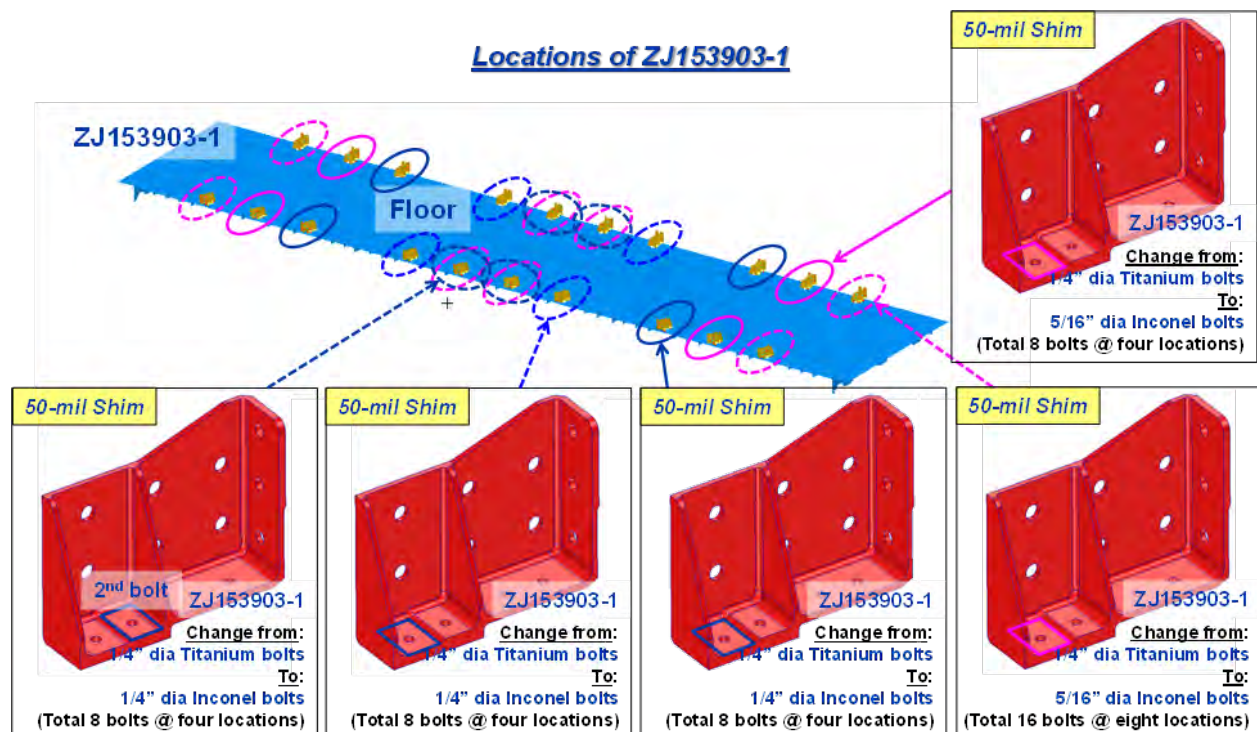 Locations of ZJ153903-1
50-mil Shim
ZJ153903-1
Floor
ZJ153903-1
Change from:
1/4" dia Titanium bolts
To:
5/16" dia Inconel bolts
(Total 8 bolts @ four locations)
50-mil Shim
2nd bolt
ZJ153903-1
Change from:
1/4" dia Titanium bolts
To:
1/4" dia Inconel bolts
(Total 8 bolts @ four locations)
50-mil Shim
ZJ153903-1
Change from:
1/4" dia Titanium bolts
To:
1/4" dia Inconel bolts
(Total 8 bolts @ four locations)
50-mil Shim
ZJ153903-1
Change from:
1/4" dia Titanium bolts
To:
1/4" dia Inconel bolts
(Total 8 bolts @ four locations)
50-mil Shim
ZJ153903-1
Change from:
1/4" dia Titanium bolts
To:
5/16" dia Inconel bolts
(Total 16 bolts @ eight locations)